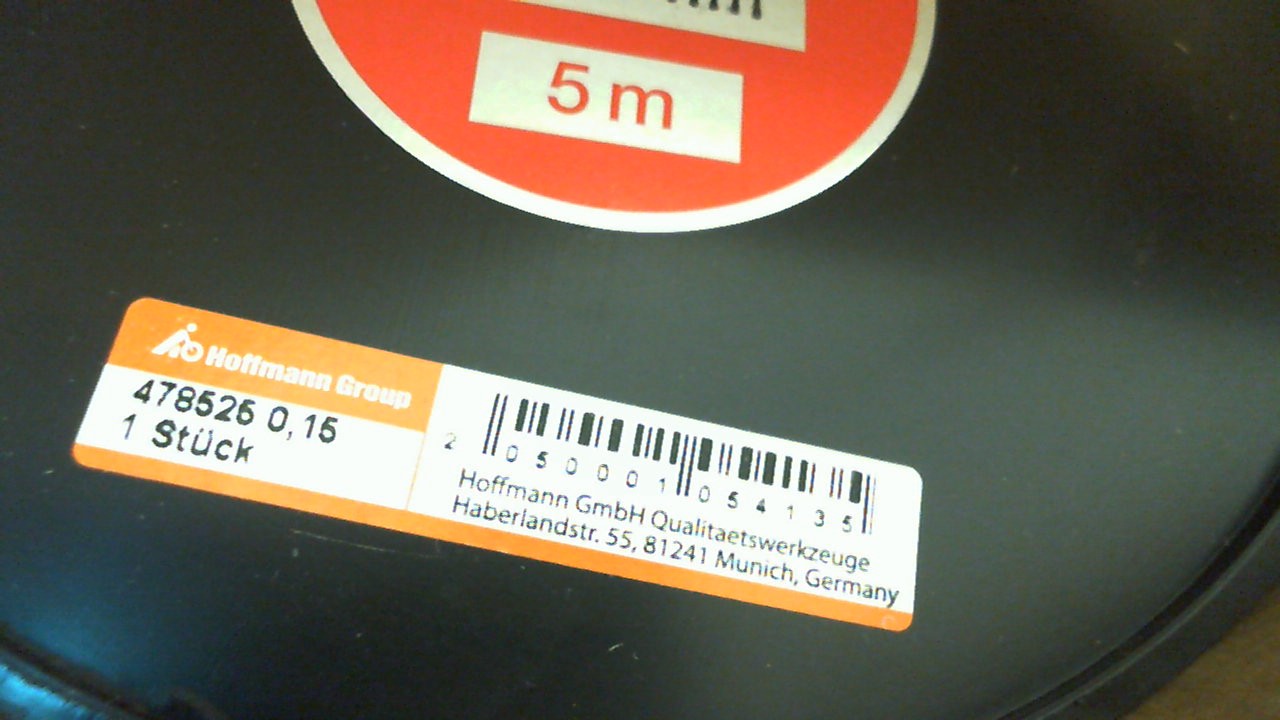 5 m
Hoffmann Group
478526 0,15
1 Stück
2 050001 054135
Hoffmann GmbH Qualitaetswerkzeuge
Haberlandstr. 55, 81241 Munich, Germany